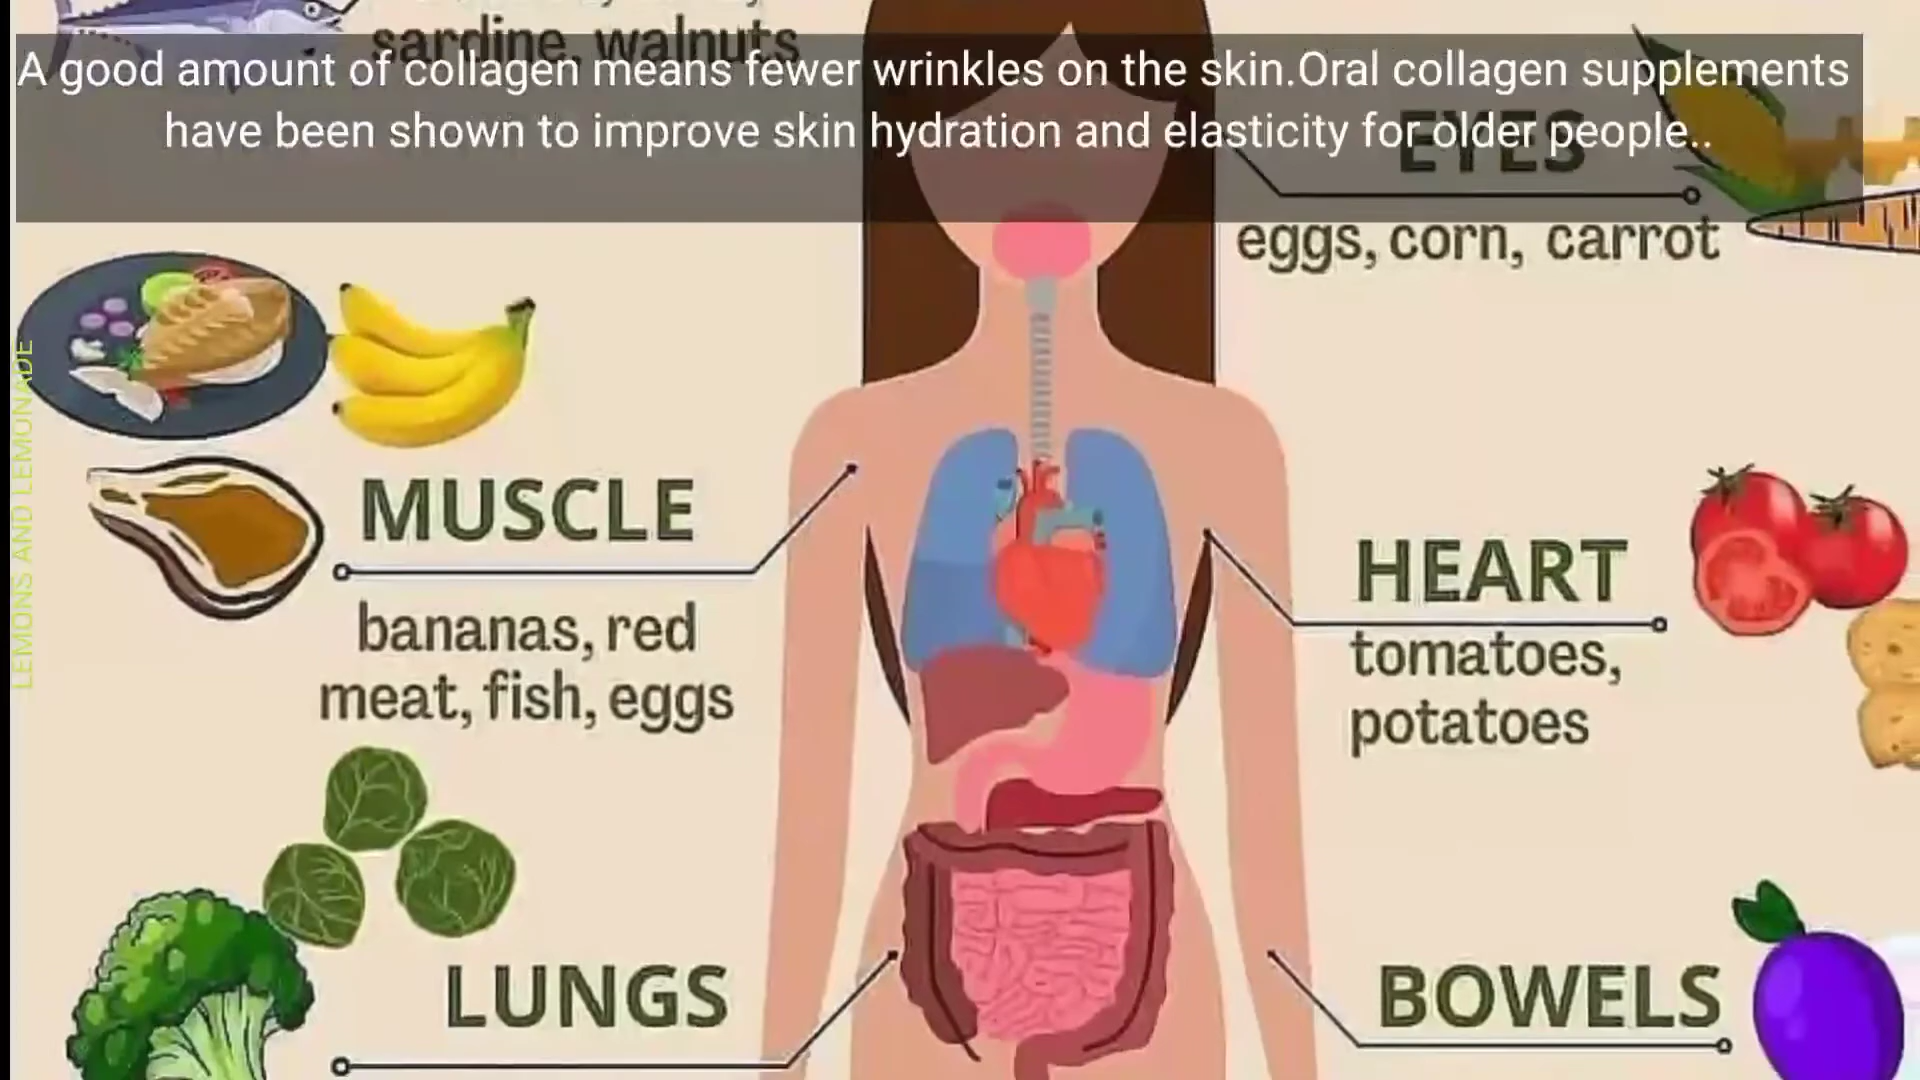 sardine, walnuts
A good amount of collagen means fewer wrinkles on the skin.Oral collagen supplements
have been shown to improve skin hydration and elasticity for older people..
EYES
eggs, corn, carrot
LEMONS AND LEMONADE
MUSCLE
bananas, red
meat, fish, eggs
HEART
tomatoes,
potatoes
LUNGS
BOWELS